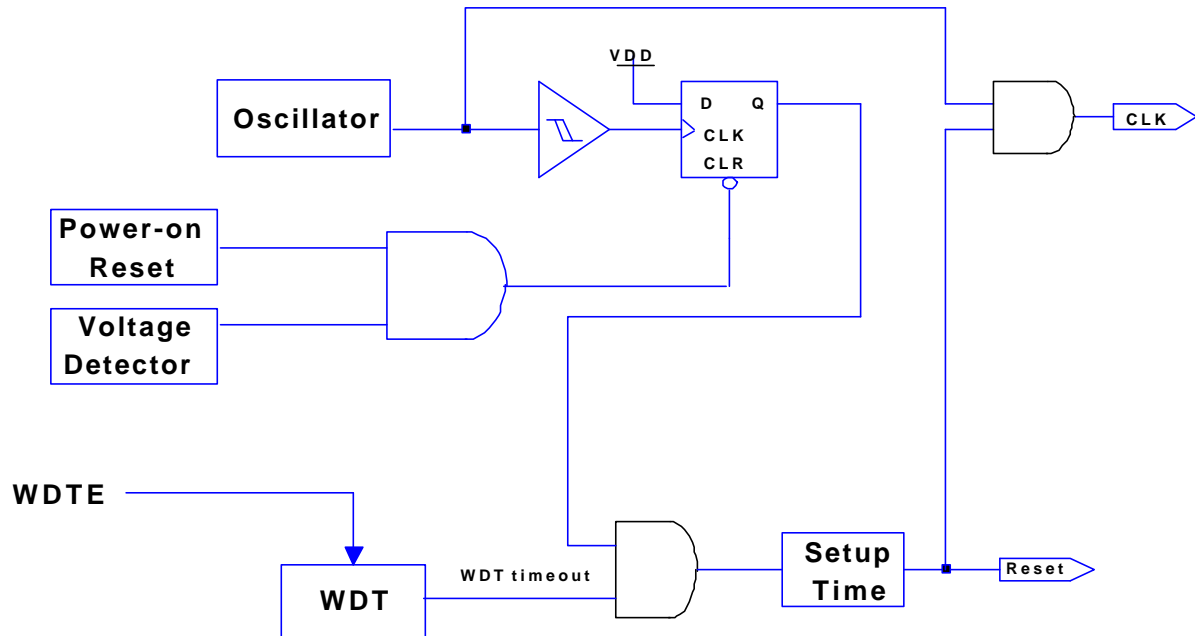 VDD
Oscillator
D Q
CLK
CLR
CLK
Power-on
Reset
Voltage
Detector
WDTE
WDT timeout
WDT
Setup
Time
Reset